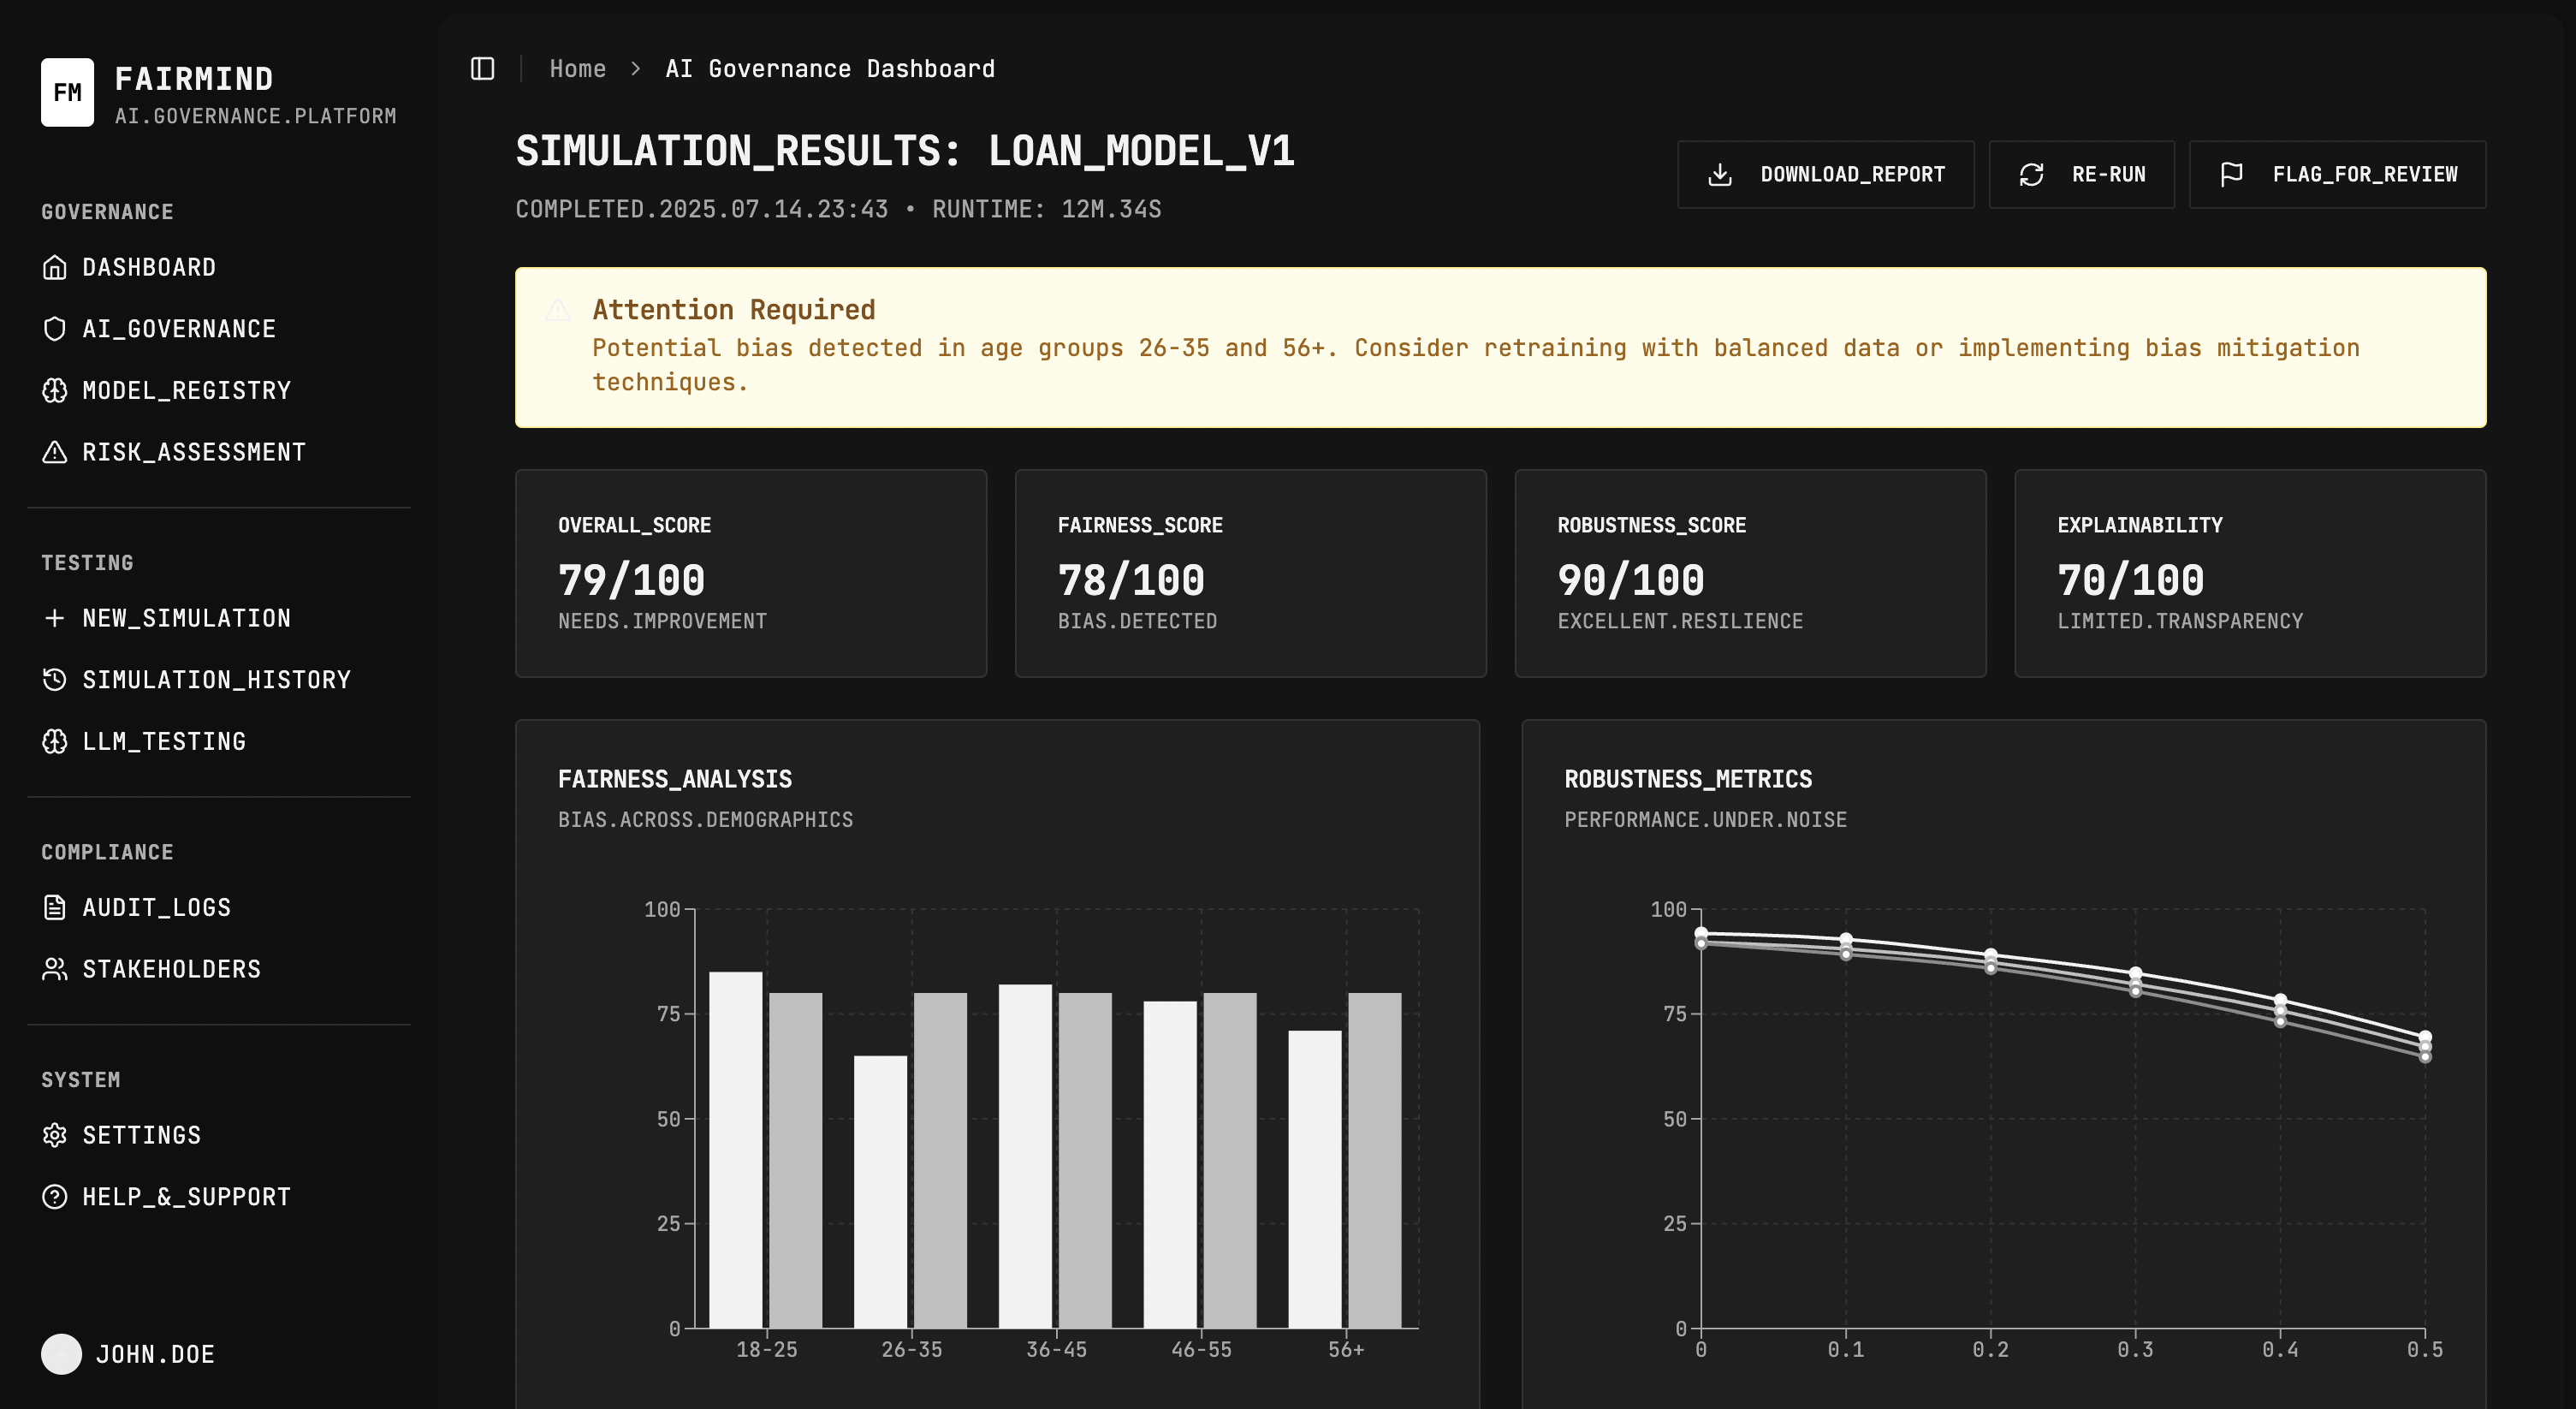 FM
FAIRMIND
AI.GOVERNANCE.PLATFORM
GOVERNANCE
DASHBOARD
AI_GOVERNANCE
MODEL_REGISTRY
RISK_ASSESSMENT
TESTING
NEW_SIMULATION
SIMULATION_HISTORY
LLM_TESTING
COMPLIANCE
AUDIT_LOGS
STAKEHOLDERS
SYSTEM
SETTINGS
HELP_&_SUPPORT
JOHN.DOE
Home > AI Governance Dashboard
SIMULATION_RESULTS: LOAN_MODEL_V1
COMPLETED.2025.07.14.23:43 • RUNTIME: 12M.34S
DOWNLOAD_REPORT
RE-RUN
FLAG_FOR_REVIEW
Attention Required
Potential bias detected in age groups 26-35 and 56+. Consider retraining with balanced data or implementing bias mitigation
techniques.
OVERALL_SCORE
79/100
NEEDS.IMPROVEMENT
FAIRNESS_SCORE
78/100
BIAS.DETECTED
ROBUSTNESS_SCORE
90/100
EXCELLENT.RESILIENCE
EXPLAINABILITY
70/100
LIMITED.TRANSPARENCY
FAIRNESS_ANALYSIS
BIAS.ACROSS.DEMOGRAPHICS
100
75
50
25
0
18-25 26-35 36-45 46-55 56+
ROBUSTNESS_METRICS
PERFORMANCE.UNDER.NOISE
100
75
50
25
0
0 0.1 0.2 0.3 0.4 0.5